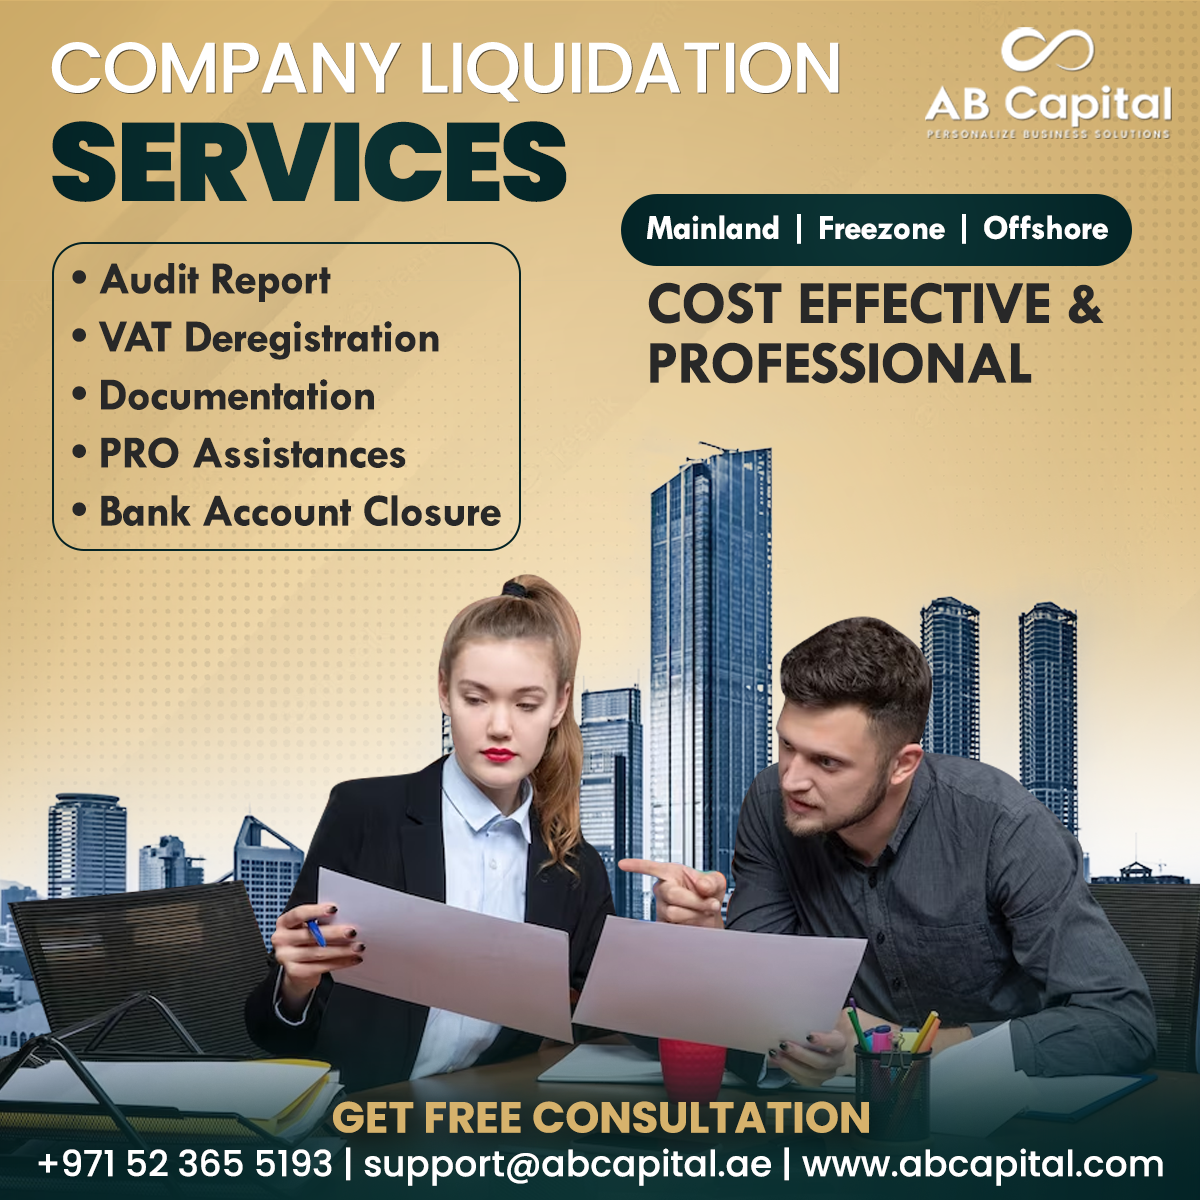 COMPANY LIQUIDATION
SERVICES
AB Capital
PERSONALIZE BUSINESS SOLUTIONS
Mainland | Freezone | Offshore
COST EFFECTIVE &
PROFESSIONAL
• Audit Report
• VAT Deregistration
• Documentation
• PRO Assistances
• Bank Account Closure
GET FREE CONSULTATION
+971 52 365 5193 | support@abcapital.ae | www.abcapital.com